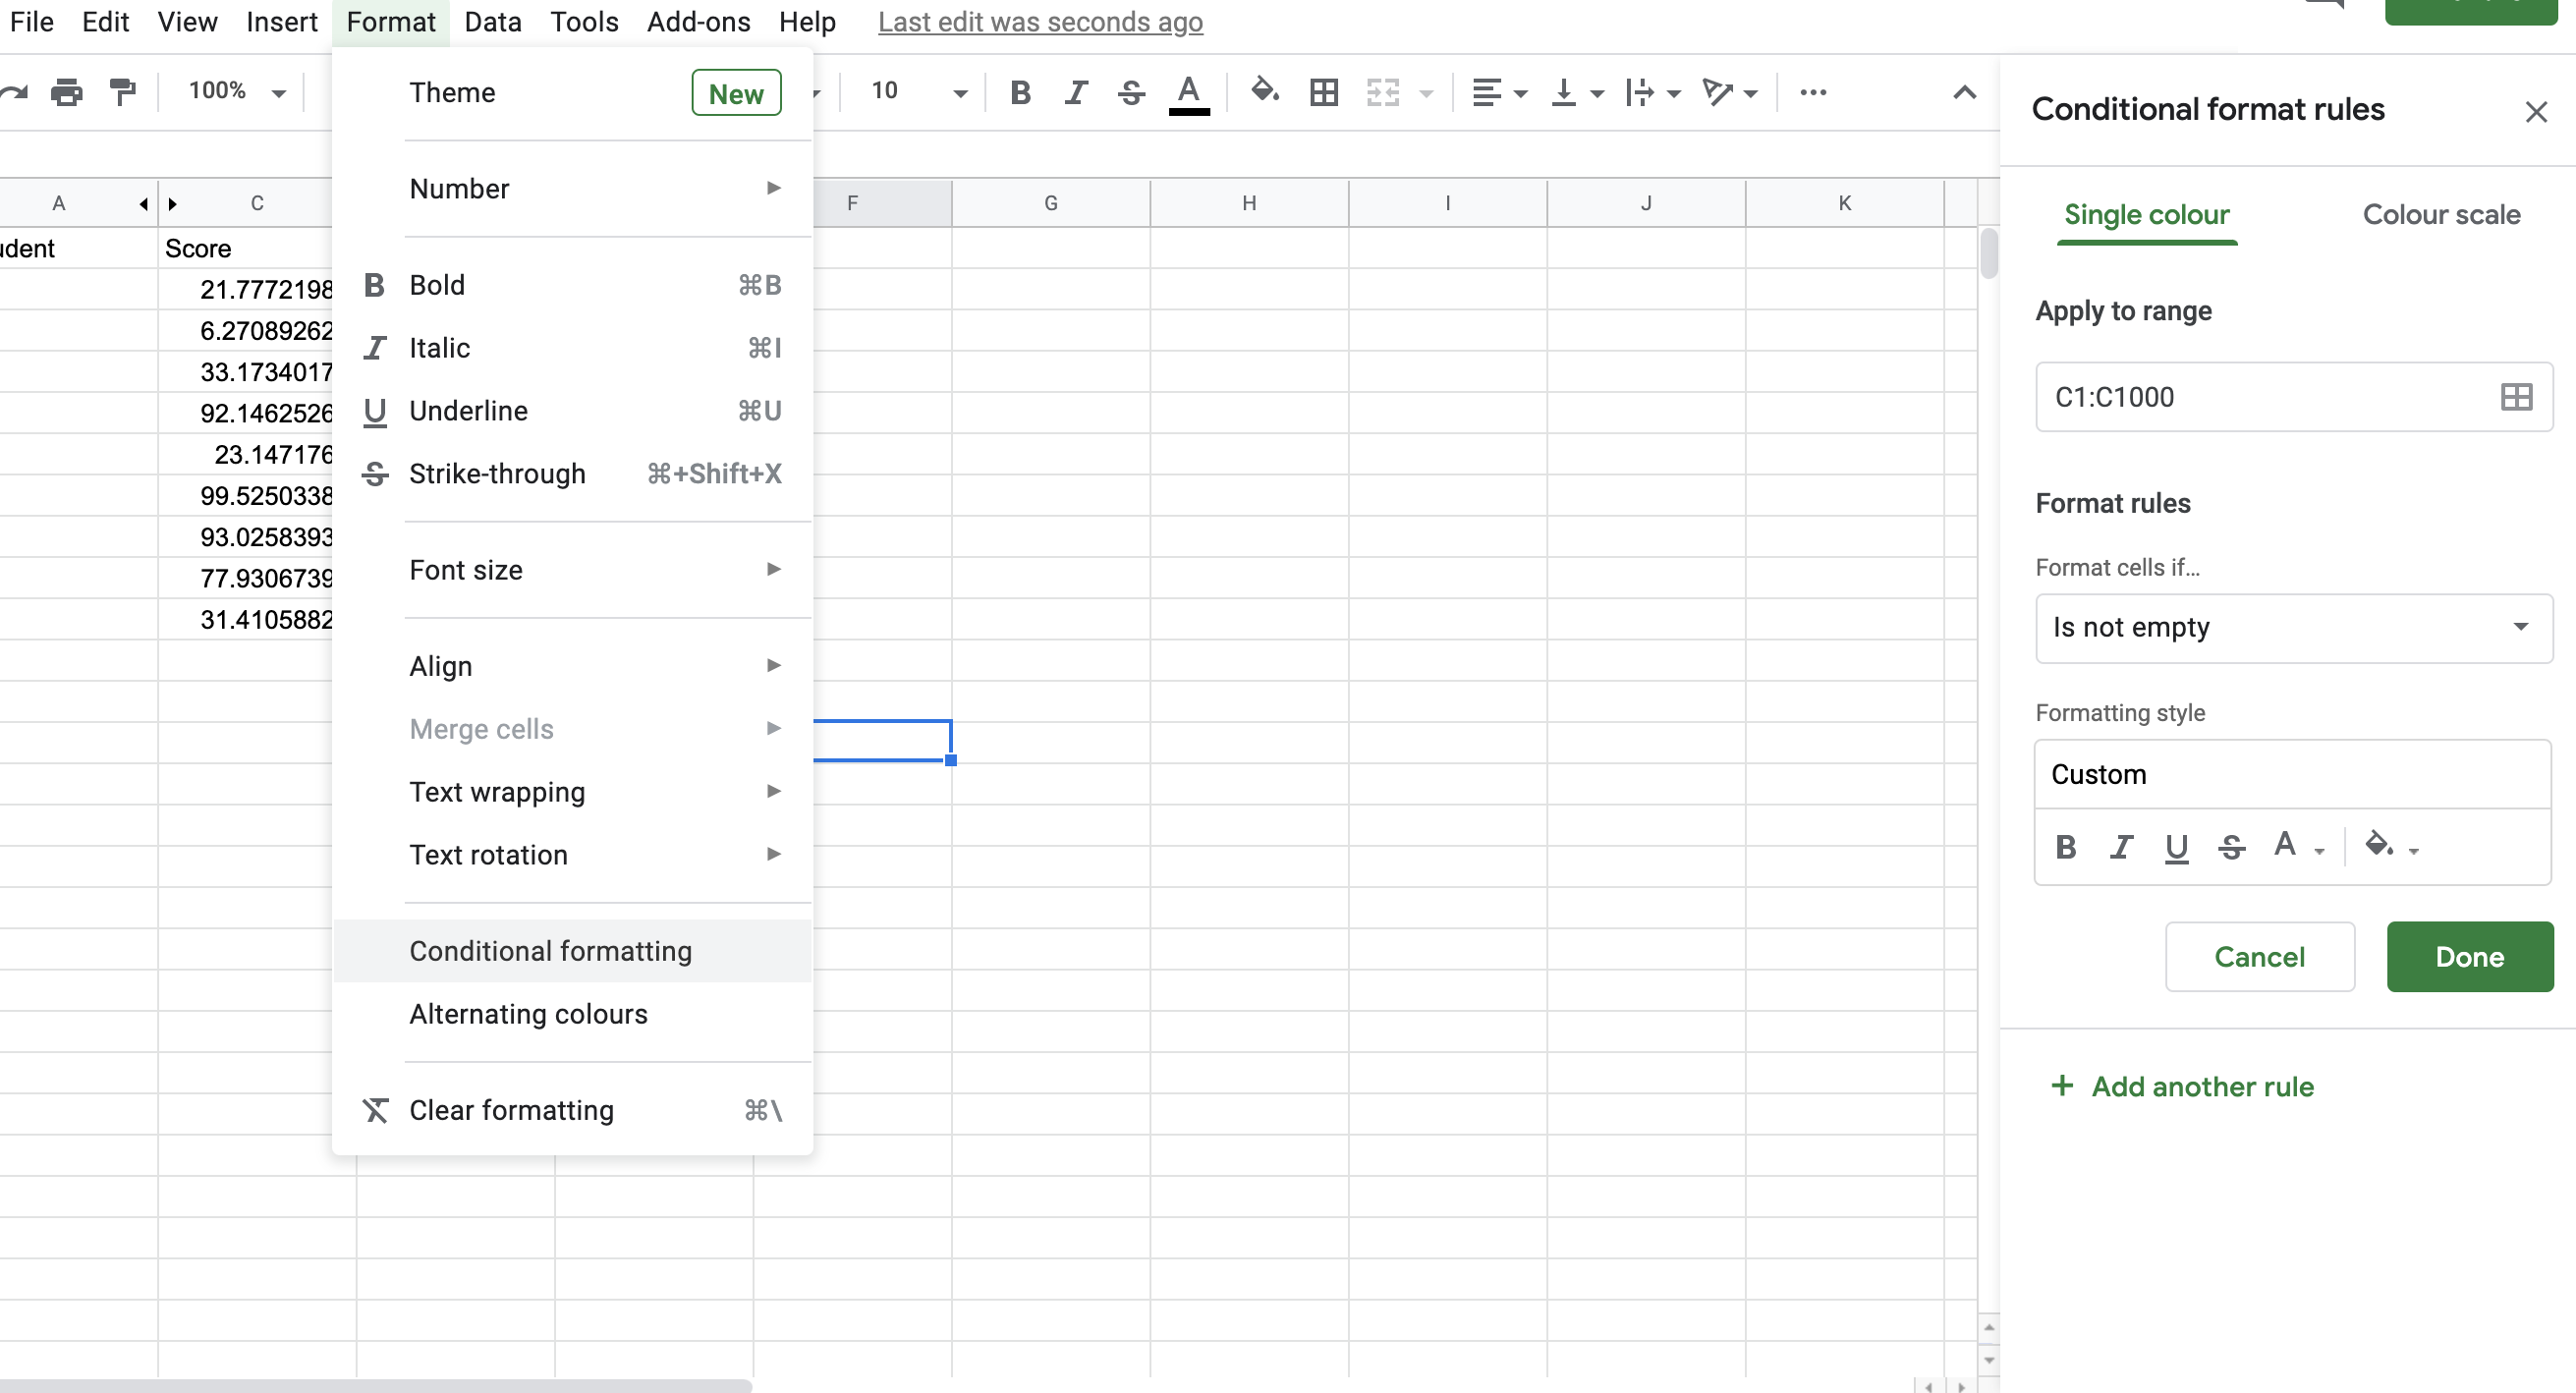 File Edit View Insert Format Data Tools Add-ons Help Last edit was seconds ago
100% 10 B I S A
Theme New
Number
B Bold ⌘B
I Italic ⌘I
U Underline ⌘U
S Strike-through ⌘+Shift+X
Font size
Align
Merge cells
Text wrapping
Text rotation
Conditional formatting
Alternating colours
Clear formatting ⌘\
A C F G H I J K
udent Score
21.7772198
6.27089262
33.1734017
92.1462526
23.147176
99.5250338
93.0258393
77.9306739
31.4105882
Conditional format rules
Single colour Colour scale
Apply to range
C1:C1000
Format rules
Format cells if…
Is not empty
Formatting style
Custom
B I U S A
Cancel Done
+ Add another rule